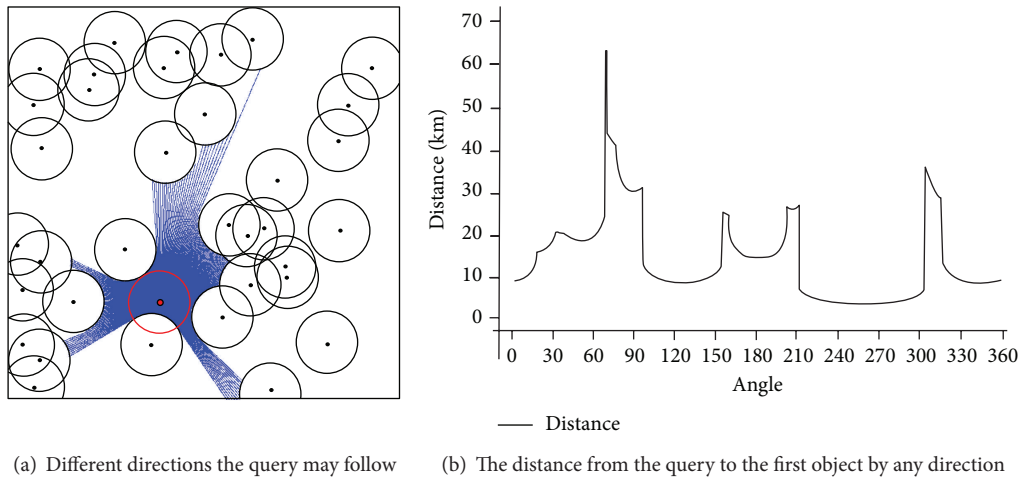 70
60
50
40
30
20
10
0
Distance (km)
0 30 60 90 120 150 180 210 240 270 300 330 360
Angle
Distance
(a) Different directions the query may follow
(b) The distance from the query to the first object by any direction